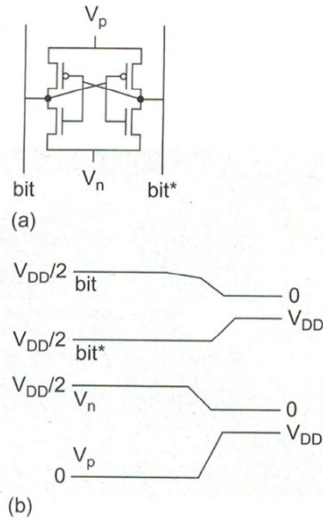 Vp
bit
Vn
bit*
(a)
VDD/2
bit
0
VDD
VDD/2
bit*
VDD/2
Vn
0
VDD
Vp
0
(b)